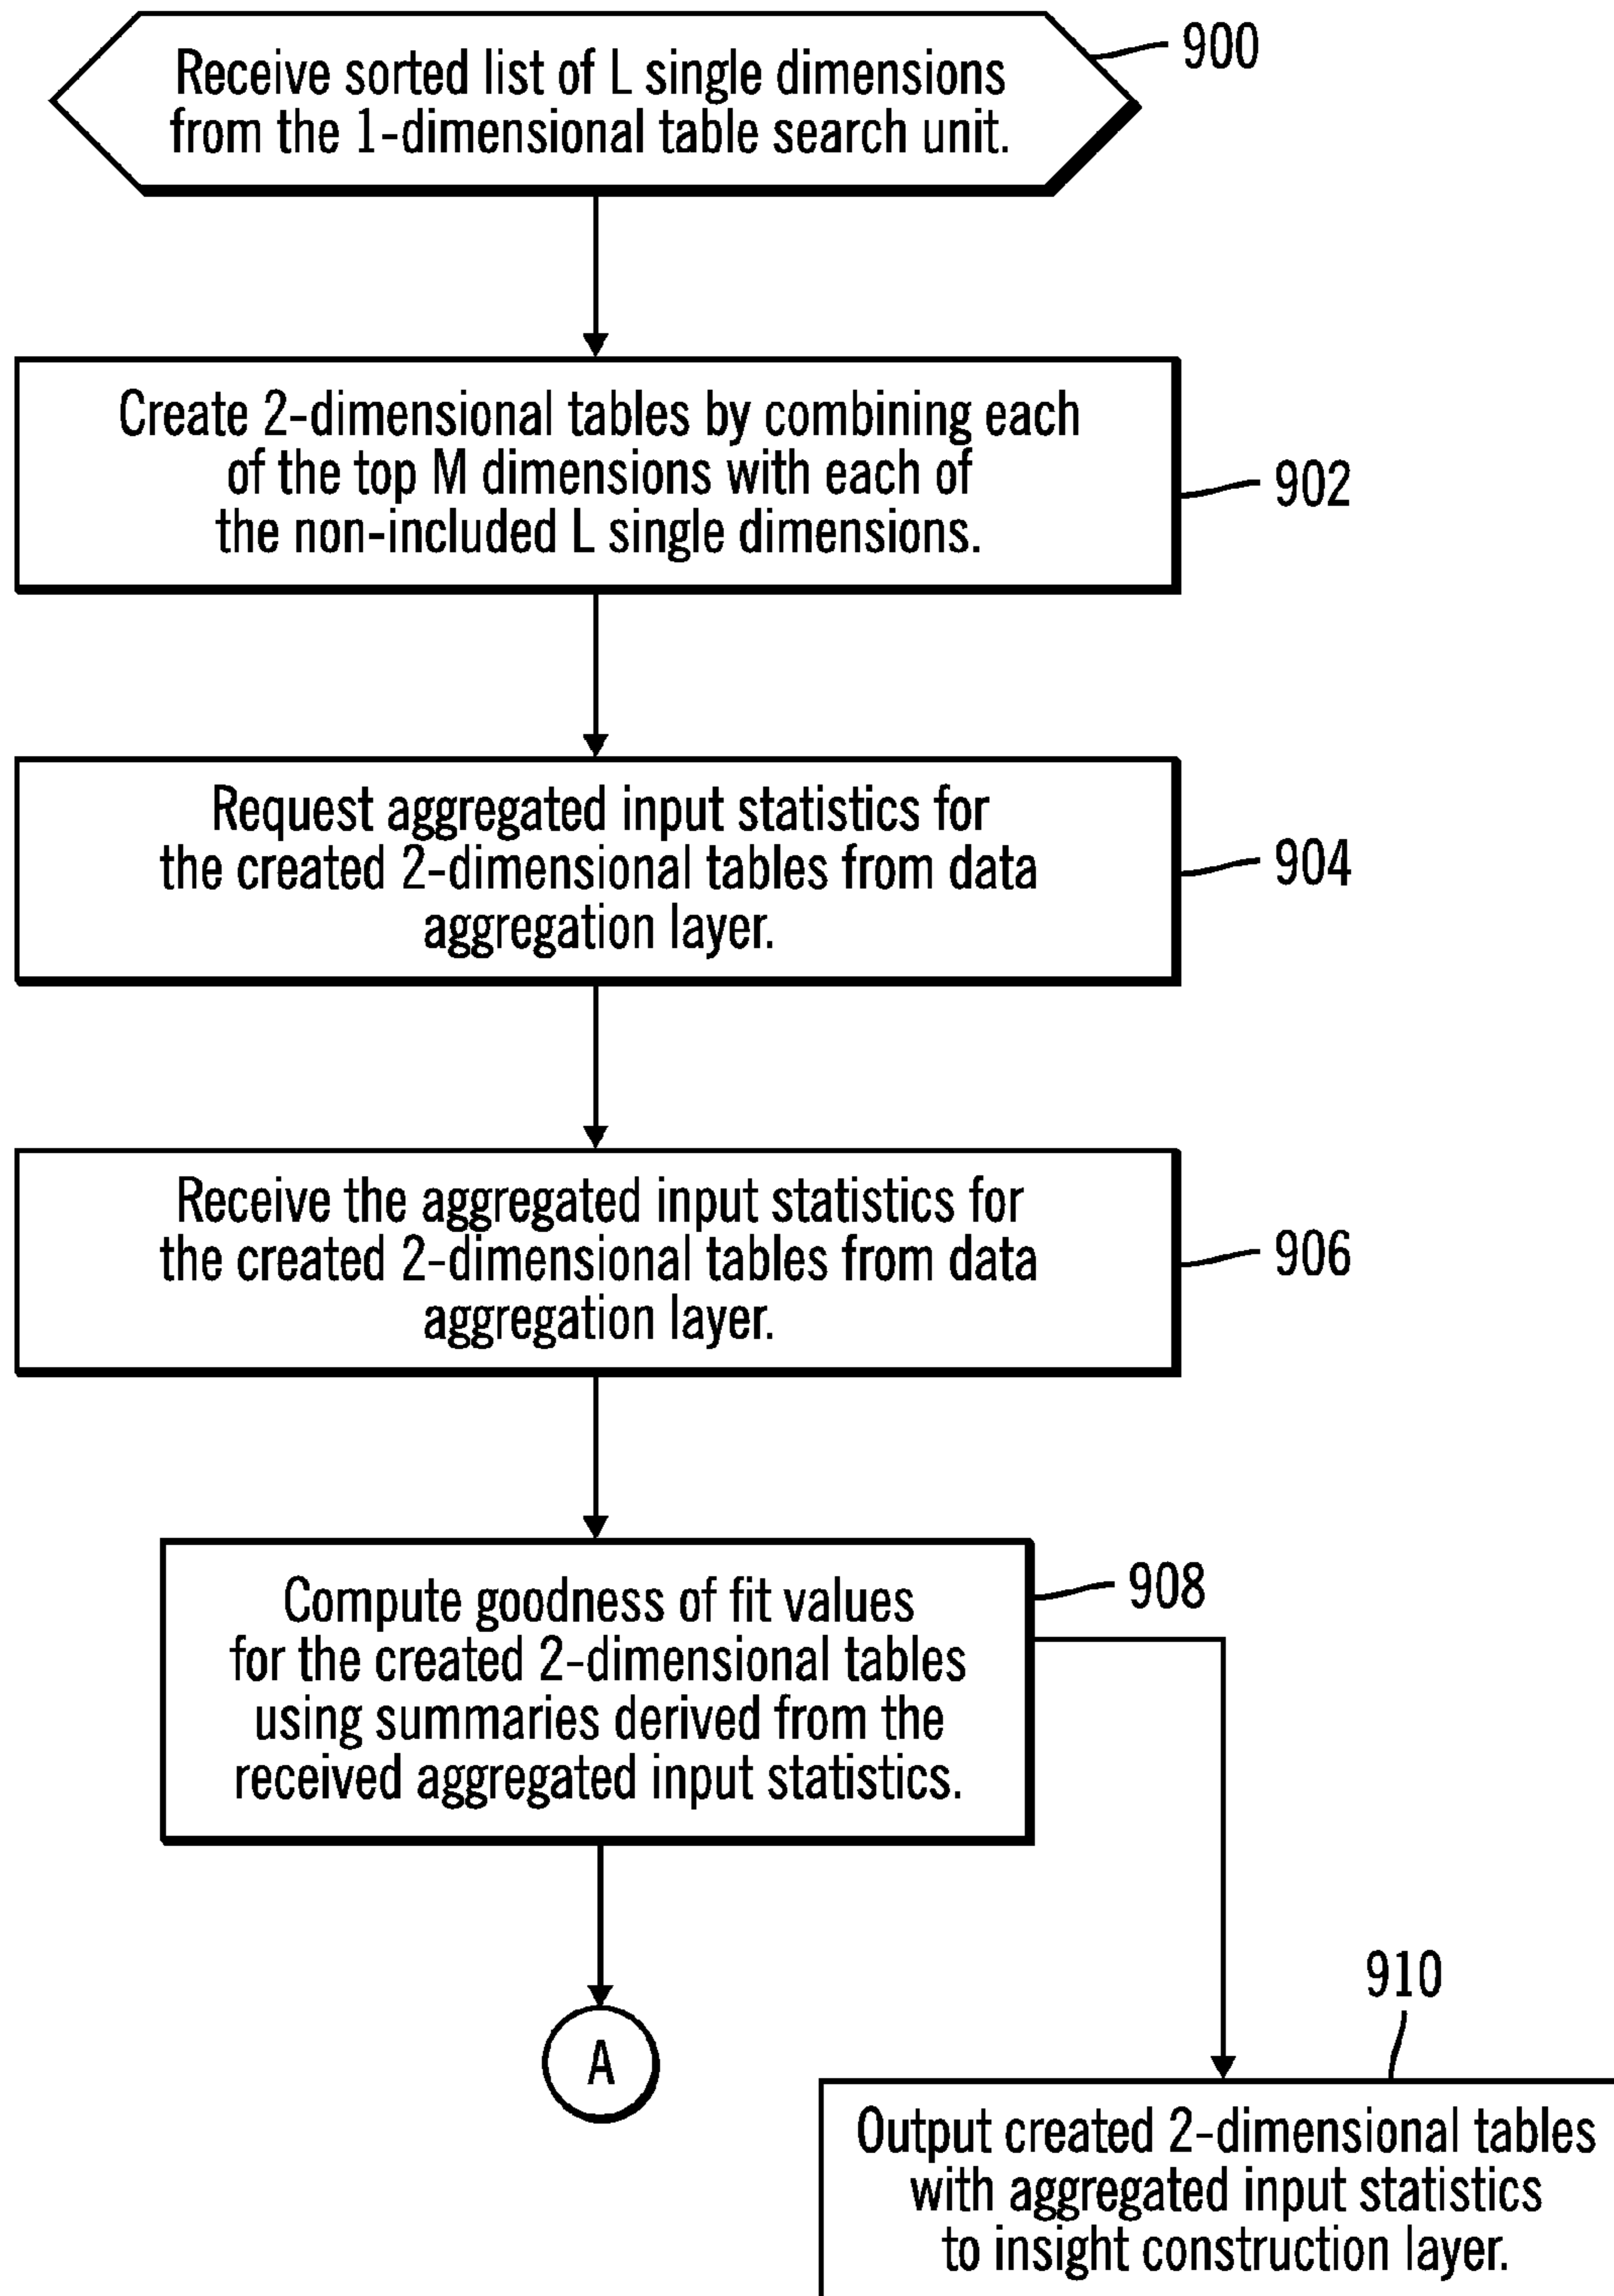 Receive sorted list of L single dimensions
from the 1-dimensional table search unit.
900
Create 2-dimensional tables by combining each
of the top M dimensions with each of
the non-included L single dimensions.
902
Request aggregated input statistics for
the created 2-dimensional tables from data
aggregation layer.
904
Receive the aggregated input statistics for
the created 2-dimensional tables from data
aggregation layer.
906
Compute goodness of fit values
for the created 2-dimensional tables
using summaries derived from the
received aggregated input statistics.
908
A
910
Output created 2-dimensional tables
with aggregated input statistics
to insight construction layer.